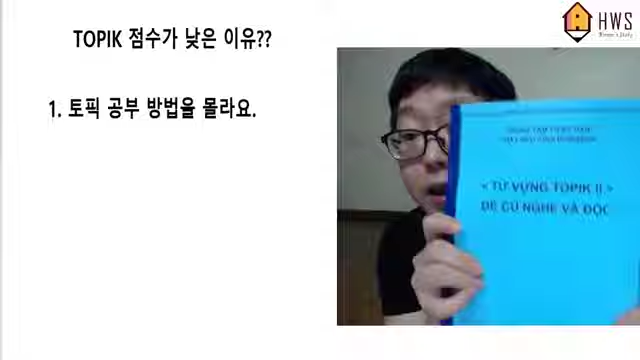 TOPIK 점수가 낮은 이유??
HWS
1. 토픽 공부 방법을 몰라요.
< TỪ VỰNG TOPIK II >
ĐỀ CŨ NGHE VÀ ĐỌC